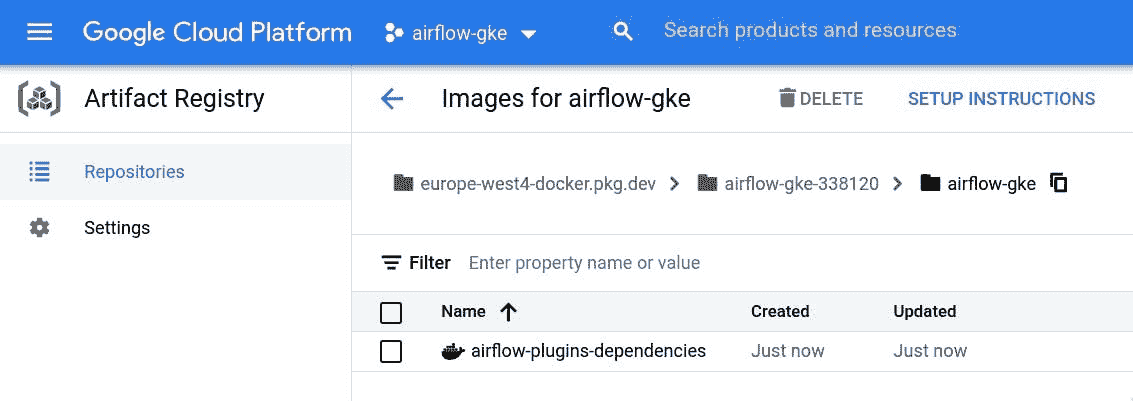 Google Cloud Platform airflow-gke Search products and resources
Artifact Registry
Images for airflow-gke DELETE SETUP INSTRUCTIONS
Repositories
Settings
europe-west4-docker.pkg.dev > airflow-gke-338120 > airflow-gke
Filter Enter property name or value
Name Created Updated
airflow-plugins-dependencies Just now Just now